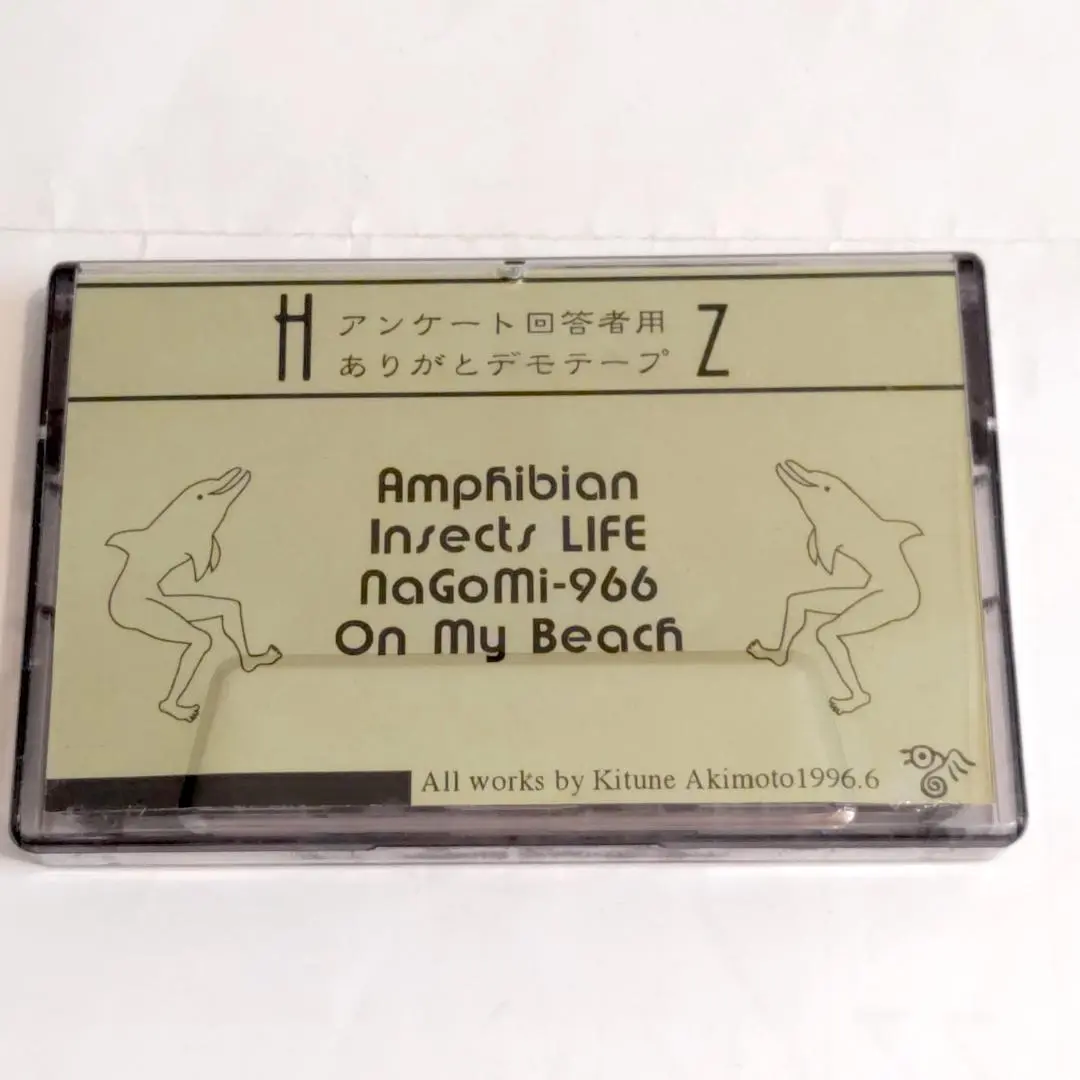 H アンケート回答者用 Z
ありがとデモテープ
Amphibian
Insects LIFE
NaGoMi-966
On My Beach
All works by Kitune Akimoto1996.6